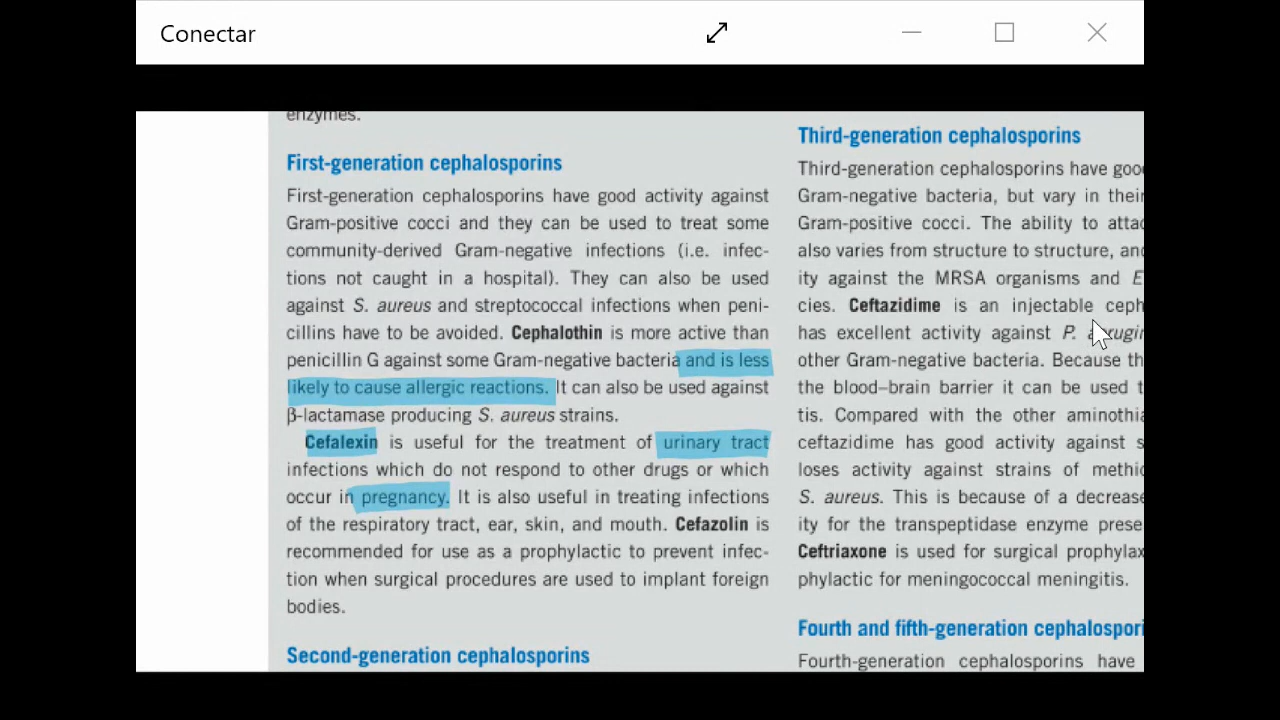 Conectar
enzymes.
First-generation cephalosporins
First-generation cephalosporins have good activity against
Gram-positive cocci and they can be used to treat some
community-derived Gram-negative infections (i.e. infec-
tions not caught in a hospital). They can also be used
against S. aureus and streptococcal infections when peni-
cillins have to be avoided. Cephalothin is more active than
penicillin G against some Gram-negative bacteria and is less
likely to cause allergic reactions. It can also be used against
β-lactamase producing S. aureus strains.
Cefalexin is useful for the treatment of urinary tract
infections which do not respond to other drugs or which
occur in pregnancy. It is also useful in treating infections
of the respiratory tract, ear, skin, and mouth. Cefazolin is
recommended for use as a prophylactic to prevent infec-
tion when surgical procedures are used to implant foreign
bodies.
Second-generation cephalosporins
Third-generation cephalosporins
Third-generation cephalosporins have goo
Gram-negative bacteria, but vary in their
Gram-positive cocci. The ability to attac
also varies from structure to structure, and
ity against the MRSA organisms and E
cies. Ceftazidime is an injectable ceph
has excellent activity against P.
other Gram-negative bacteria. Because th
the blood–brain barrier it can be used t
tis. Compared with the other aminothia
ceftazidime has good activity against s
loses activity against strains of methic
S. aureus. This is because of a decrease
ity for the transpeptidase enzyme prese
Ceftriaxone is used for surgical prophylax
phylactic for meningococcal meningitis.
Fourth and fifth-generation cephalospori
Fourth-generation cephalosporins have